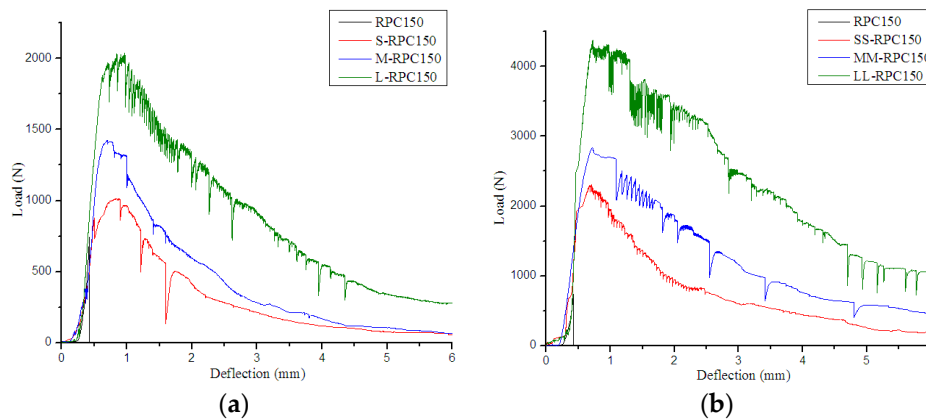 RPC150
S-RPC150
M-RPC150
L-RPC150
2000
1500
1000
500
0
Load (N)
0 1 2 3 4 5 6
Deflection (mm)
(a)
RPC150
SS-RPC150
MM-RPC150
LL-RPC150
4000
3000
2000
1000
0
Load (N)
0 1 2 3 4 5
Deflection (mm)
(b)